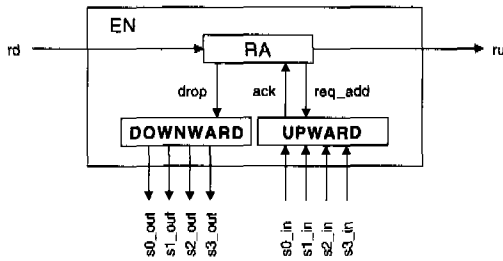 EN
rd RA ru
drop ack req_add
DOWNWARD UPWARD
s0_out s1_out s2_out s3_out s0_in s1_in s2_in s3_in